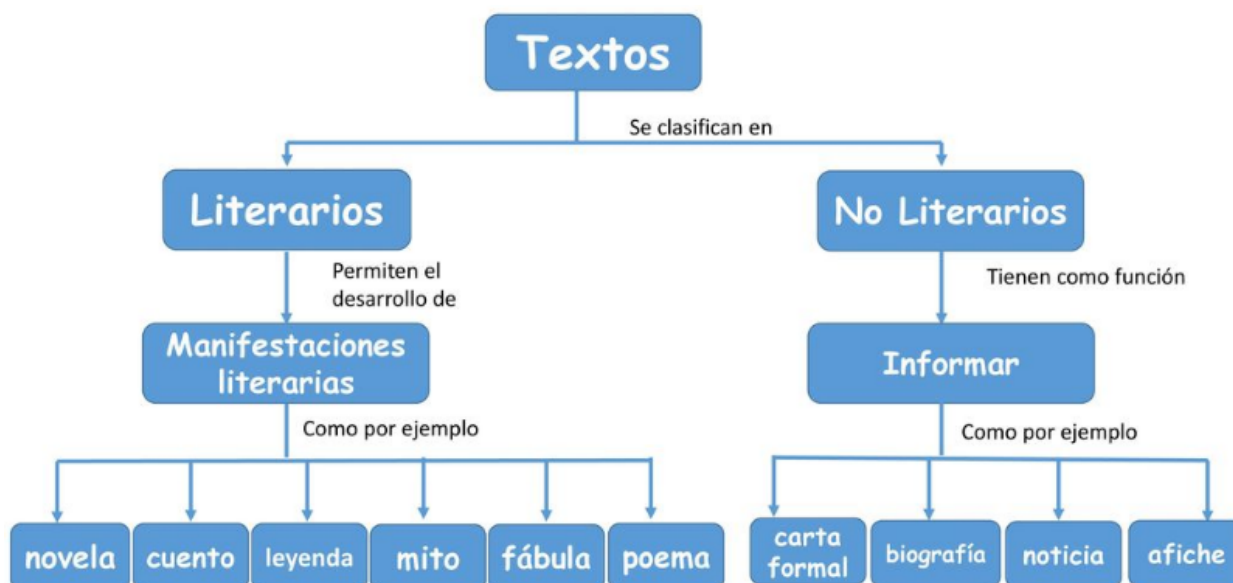 Textos
Se clasifican en
Literarios
No Literarios
Permiten el
desarrollo de
Tienen como función
Manifestaciones
literarias
Informar
Como por ejemplo
Como por ejemplo
novela
cuento
leyenda
mito
fábula
poema
carta
formal
biografía
noticia
afiche